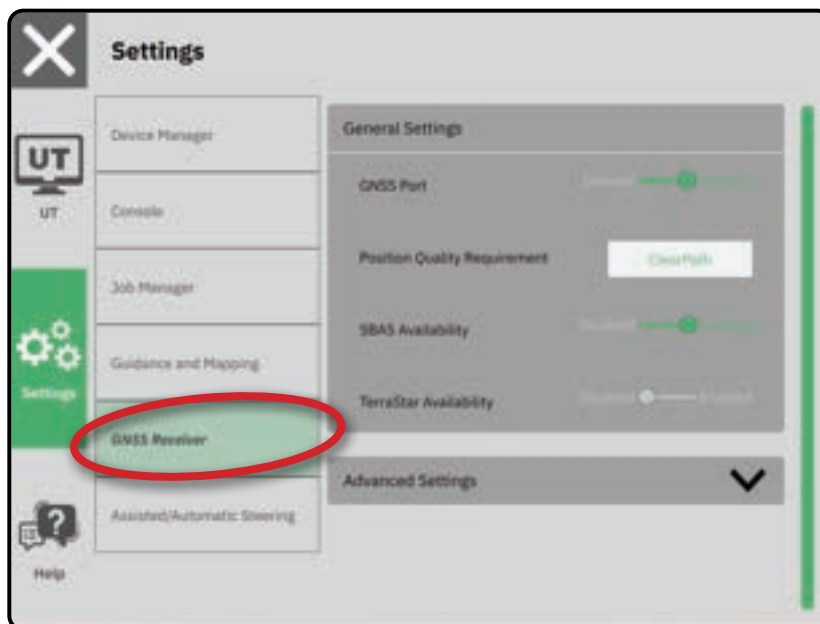 Settings
UT
UT
Settings
Help
Device Manager
Console
Job Manager
Guidance and Mapping
GNSS Receiver
Assisted/Automatic Steering
General Settings
GNSS Port
Position Quality Requirement
ClearPath
SBAS Availability
TerraStar Availability
Advanced Settings